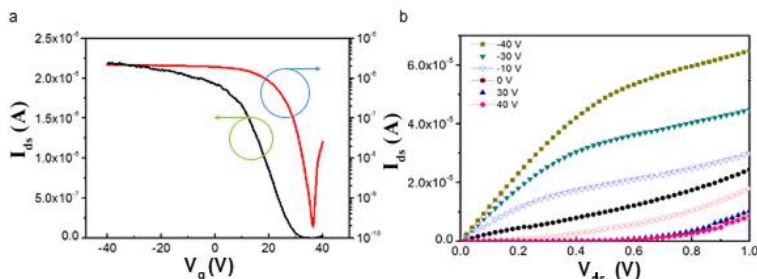 a
b
2.5x10⁻⁶
2.0x10⁻⁶
1.5x10⁻⁶
1.0x10⁻⁶
5.0x10⁻⁷
0.0
I_ds (A)
-40 -20 0 20 40
V_g (V)
10⁻⁵
10⁻⁶
10⁻⁷
10⁻⁸
10⁻⁹
10⁻¹⁰
I_ds (A)
6.0x10⁻⁵
4.0x10⁻⁵
2.0x10⁻⁵
0.0
-40 V
-30 V
-10 V
0 V
30 V
40 V
0.0 0.2 0.4 0.6 0.8 1.0
V_ds (V)